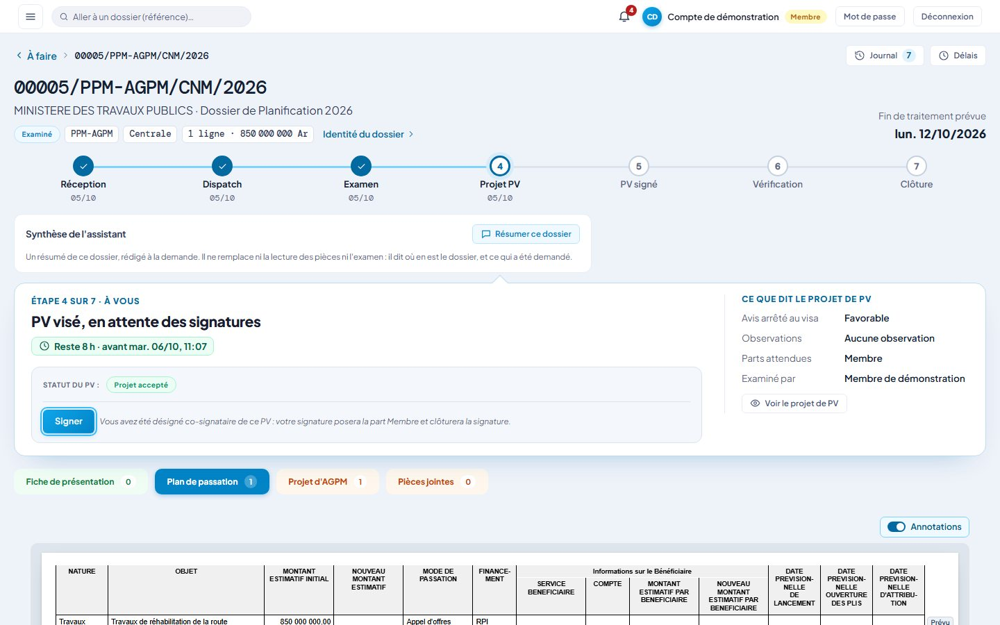 Aller à un dossier (référence)...
4
CD
Compte de démonstration
Membre
Mot de passe
Déconnexion
À faire
00005/PPM-AGPM/CNM/2026
Journal 7
Délais
00005/PPM-AGPM/CNM/2026
MINISTERE DES TRAVAUX PUBLICS · Dossier de Planification 2026
Fin de traitement prévue
Examiné
PPM-AGPM
Centrale
1 ligne · 850 000 000 Ar
Identité du dossier
lun. 12/10/2026
4
5
6
7
Réception
Dispatch
Examen
Projet PV
PV signé
Vérification
Clôture
05/10
05/10
05/10
05/10
Synthèse de l'assistant
Résumer ce dossier
Un résumé de ce dossier, rédigé à la demande. Il ne remplace ni la lecture des pièces ni l'examen : il dit où en est le dossier, et ce qui a été demandé.
ÉTAPE 4 SUR 7 · À VOUS
PV visé, en attente des signatures
Reste 8 h · avant mar. 06/10, 11:07
STATUT DU PV :
Projet accepté
Signer
Vous avez été désigné co-signataire de ce PV : votre signature posera la part Membre et clôturera la signature.
CE QUE DIT LE PROJET DE PV
Avis arrêté au visa
Favorable
Observations
Aucune observation
Parts attendues
Membre
Examiné par
Membre de démonstration
Voir le projet de PV
Fiche de présentation 0
Plan de passation 1
Projet d'AGPM 1
Pièces jointes 0
Annotations
NATURE
OBJET
MONTANT
ESTIMATIF INITIAL
NOUVEAU
MONTANT
ESTIMATIF
MODE DE
PASSATION
FINANCE-
MENT
Informations sur le Bénéficiaire
SERVICE
BENEFICIAIRE
COMPTE
MONTANT
ESTIMATIF PAR
BENEFICIAIRE
NOUVEAU
MONTANT
ESTIMATIF PAR
BENEFICIAIRE
DATE
PREVISION-
NELLE
DE
LANCEMENT
DATE
PREVISION-
NELLE
OUVERTURE
DES PLIS
DATE
PREVISION-
NELLE
D'ATTRIBU-
TION
Travaux
Travaux de réhabilitation de la route
850 000 000,00
Appel d'offres
RPI
Prévu